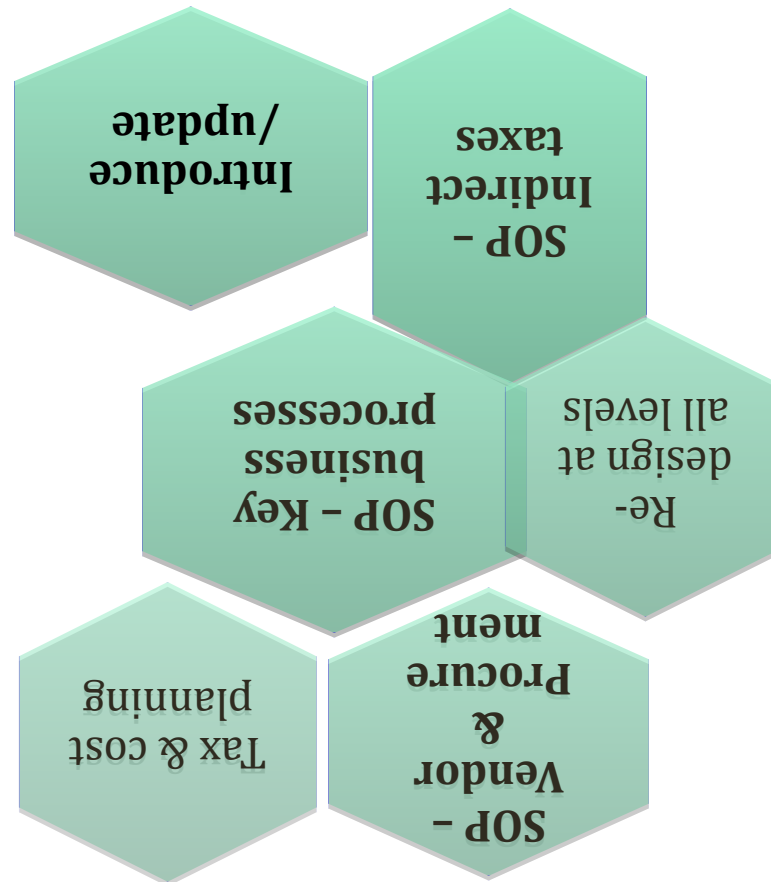 SOP –
Vendor
&
Procure
ment
Tax & cost
planning
Re-
design at
all levels
SOP – Key
business
processes
SOP –
Indirect
taxes
Introduce
/update